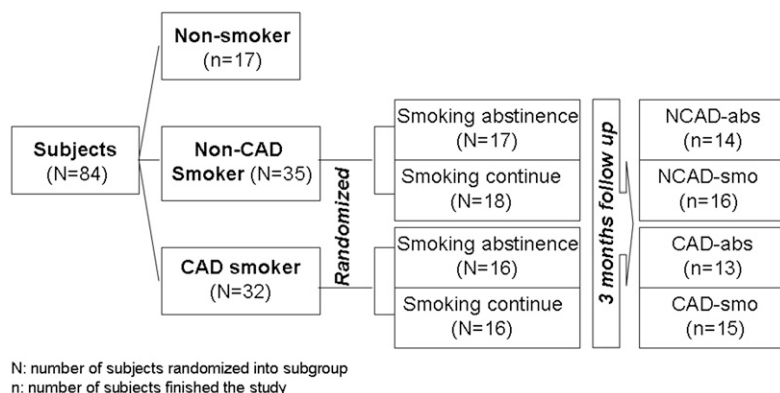 Non-smoker
(n=17)
Subjects
(N=84)
Non-CAD
Smoker (N=35)
CAD smoker
(N=32)
Randomized
Smoking abstinence
(N=17)
Smoking continue
(N=18)
Smoking abstinence
(N=16)
Smoking continue
(N=16)
3 months follow up
NCAD-abs
(n=14)
NCAD-smo
(n=16)
CAD-abs
(n=13)
CAD-smo
(n=15)
N: number of subjects randomized into subgroup
n: number of subjects finished the study